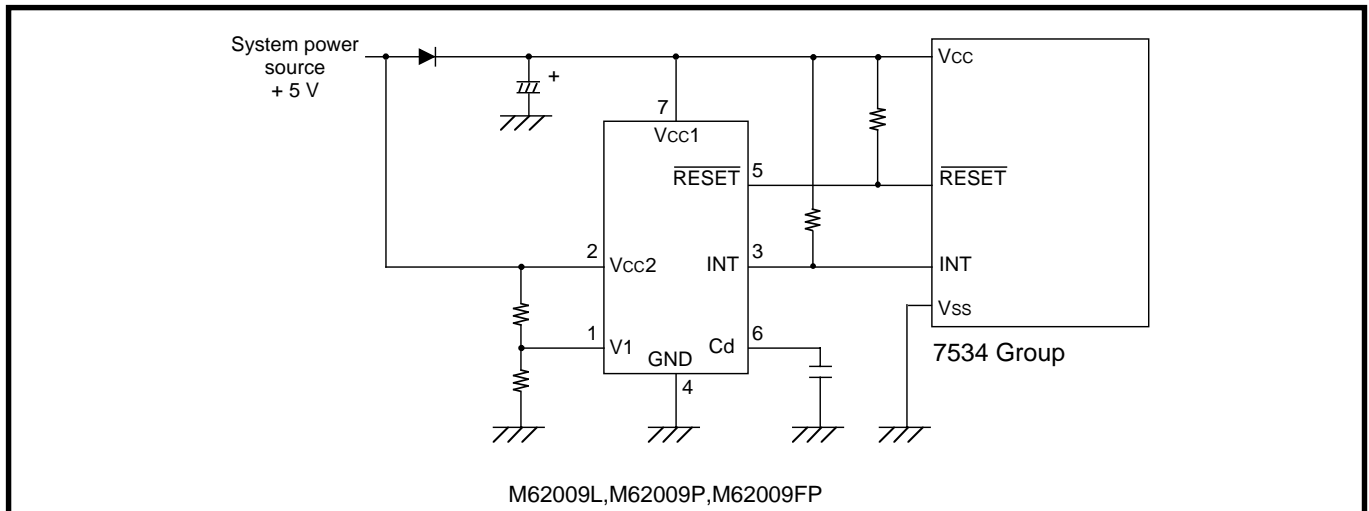 System power
source
+ 5 V
+
7
VCC1
RESET
5
2
VCC2
INT
3
1
V1
GND
Cd
6
4
VCC
RESET
INT
VSS
7534 Group
M62009L,M62009P,M62009FP